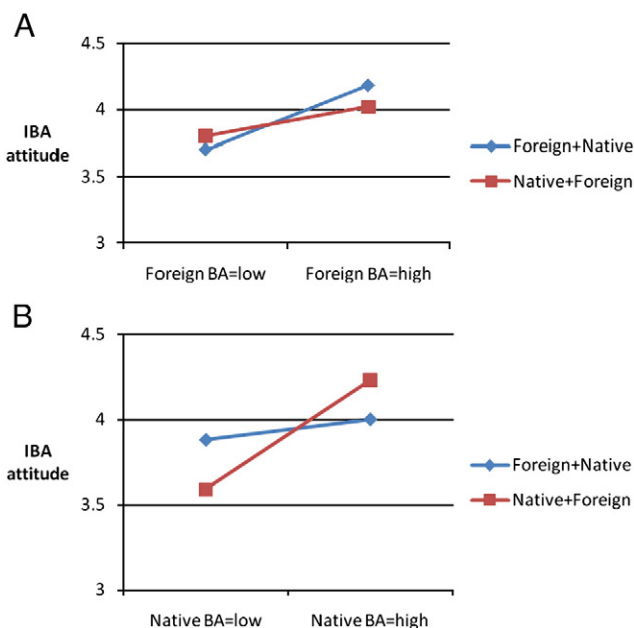 A
4.5
4
3.5
3
IBA
attitude
Foreign BA=low
Foreign BA=high
Foreign+Native
Native+Foreign
B
4.5
4
3.5
3
IBA
attitude
Native BA=low
Native BA=high
Foreign+Native
Native+Foreign